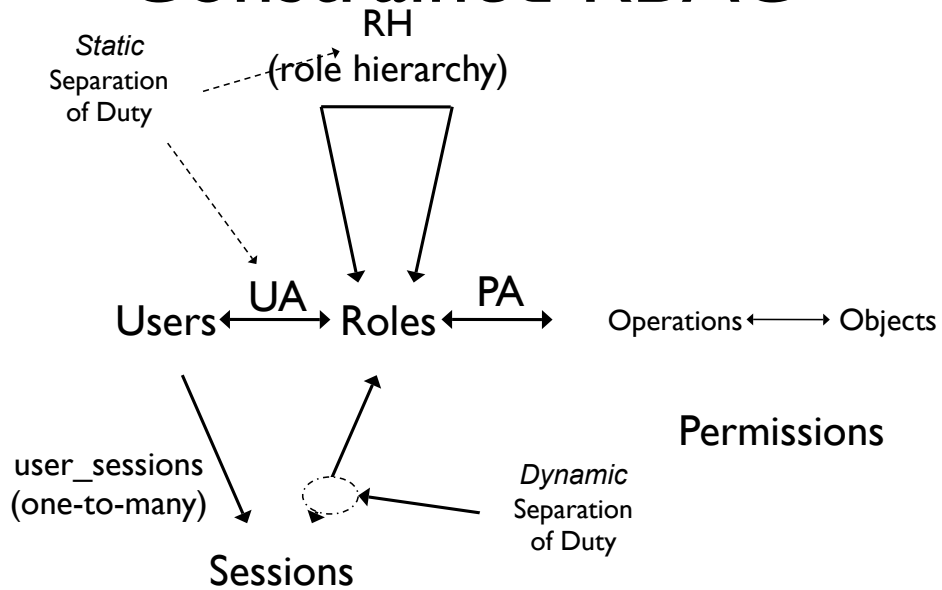 RH
(role hierarchy)
Static
Separation
of Duty
UA
PA
Users
Roles
Operations
Objects
Permissions
user_sessions
(one-to-many)
Dynamic
Separation
of Duty
Sessions